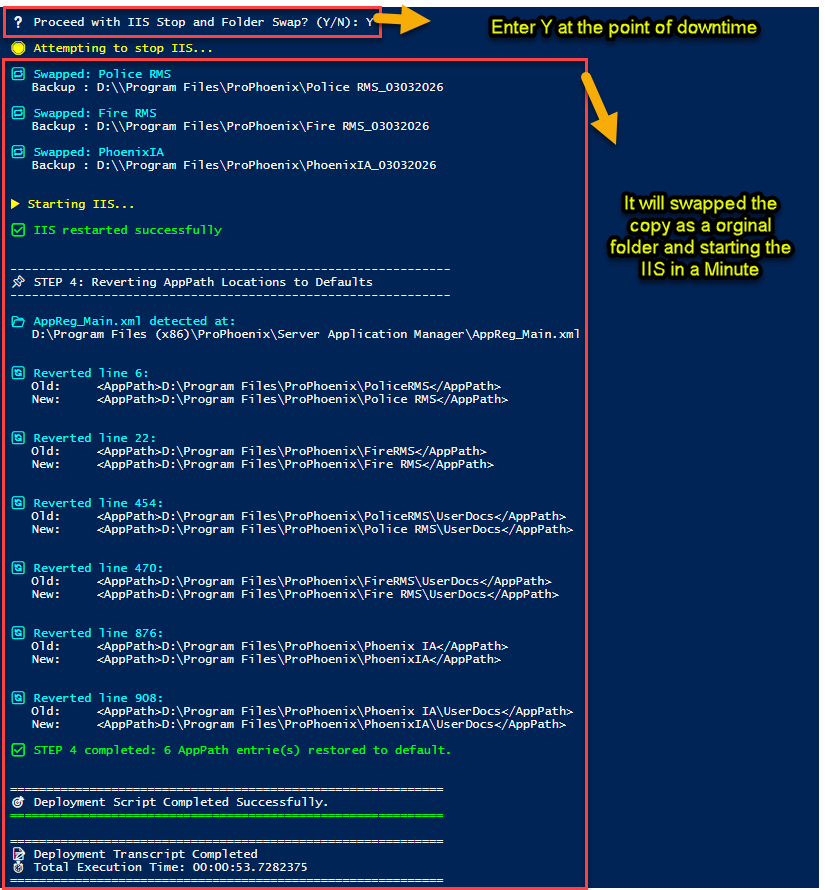 ? Proceed with IIS Stop and Folder Swap? (Y/N): Y
Enter Y at the point of downtime
Attempting to stop IIS...
Swapped: Police RMS
Backup : D:\\Program Files\ProPhoenix\Police RMS_03032026
Swapped: Fire RMS
Backup : D:\\Program Files\ProPhoenix\Fire RMS_03032026
Swapped: PhoenixIA
Backup : D:\\Program Files\ProPhoenix\PhoenixIA_03032026
Starting IIS...
IIS restarted successfully
It will swapped the
copy as a orginal
folder and starting the
IIS in a Minute
-------------------------------------------------------------
STEP 4: Reverting AppPath Locations to Defaults
-------------------------------------------------------------
AppReg_Main.xml detected at:
D:\Program Files (x86)\ProPhoenix\Server Application Manager\AppReg_Main.xml
Reverted line 6:
Old:     <AppPath>D:\Program Files\ProPhoenix\PoliceRMS</AppPath>
New:     <AppPath>D:\Program Files\ProPhoenix\Police RMS</AppPath>
Reverted line 22:
Old:     <AppPath>D:\Program Files\ProPhoenix\FireRMS</AppPath>
New:     <AppPath>D:\Program Files\ProPhoenix\Fire RMS</AppPath>
Reverted line 454:
Old:     <AppPath>D:\Program Files\ProPhoenix\PoliceRMS\UserDocs</AppPath>
New:     <AppPath>D:\Program Files\ProPhoenix\Police RMS\UserDocs</AppPath>
Reverted line 470:
Old:     <AppPath>D:\Program Files\ProPhoenix\FireRMS\UserDocs</AppPath>
New:     <AppPath>D:\Program Files\ProPhoenix\Fire RMS\UserDocs</AppPath>
Reverted line 876:
Old:     <AppPath>D:\Program Files\ProPhoenix\Phoenix IA</AppPath>
New:     <AppPath>D:\Program Files\ProPhoenix\PhoenixIA</AppPath>
Reverted line 908:
Old:     <AppPath>D:\Program Files\ProPhoenix\Phoenix IA\UserDocs</AppPath>
New:     <AppPath>D:\Program Files\ProPhoenix\PhoenixIA\UserDocs</AppPath>
STEP 4 completed: 6 AppPath entrie(s) restored to default.
============================================================
Deployment Script Completed Successfully.
============================================================
============================================================
Deployment Transcript Completed
Total Execution Time: 00:00:53.7282375
============================================================